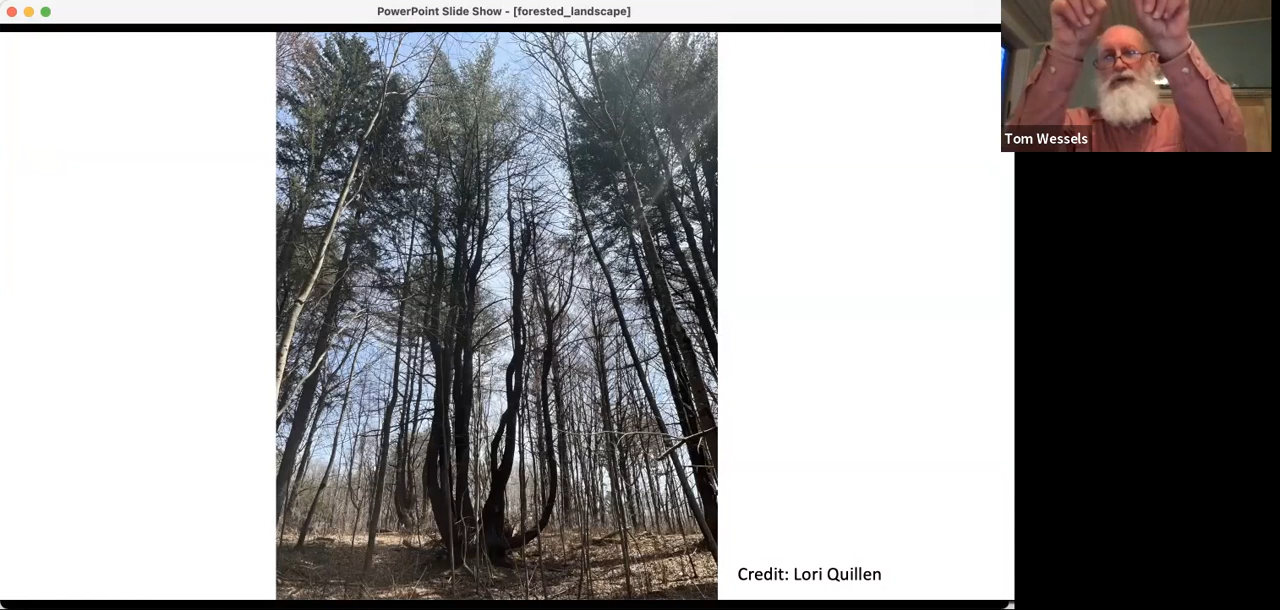 PowerPoint Slide Show - [forested_landscape]
Tom Wessels
Credit: Lori Quillen